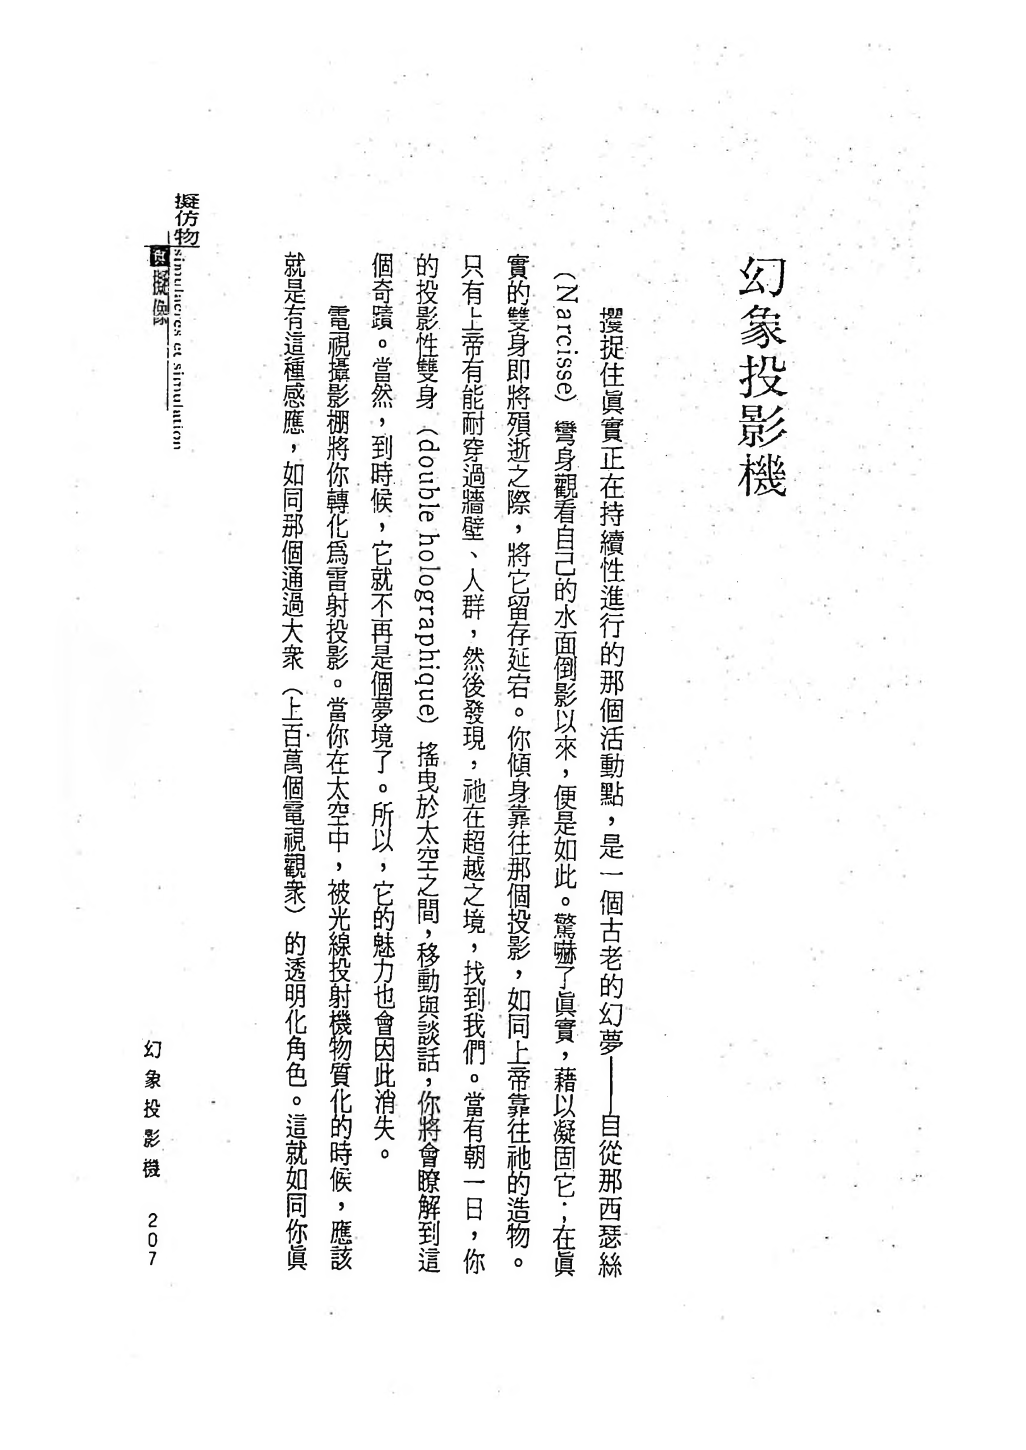 幻象投影機
攫捉住眞實正在持續性進行的那個活動點，是一個古老的幻夢——自從那西瑟絲
（Narcisse）彎身觀看自己的水面倒影以來，便是如此。驚嚇了眞實，藉以凝固它；在眞
實的雙身即將殞逝之際，將它留存延宕。你傾身靠往那個投影，如同上帝靠往祂的造物。
只有上帝有能耐穿過牆壁、人群，然後發現，祂在超越之境，找到我們。當有朝一日，你
的投影性雙身（double holographique）搖曳於太空之間，移動與談話，你將會瞭解到這
個奇蹟。當然，到時候，它就不再是個夢境了。所以，它的魅力也會因此消失。
電視攝影棚將你轉化爲雷射投影。當你在太空中，被光線投射機物質化的時候，應該
就是有這種感應，如同那個通過大衆（上百萬個電視觀衆）的透明化角色。這就如同你眞
擬仿物
simulacres et simulation
與擬像
幻象投影機 207